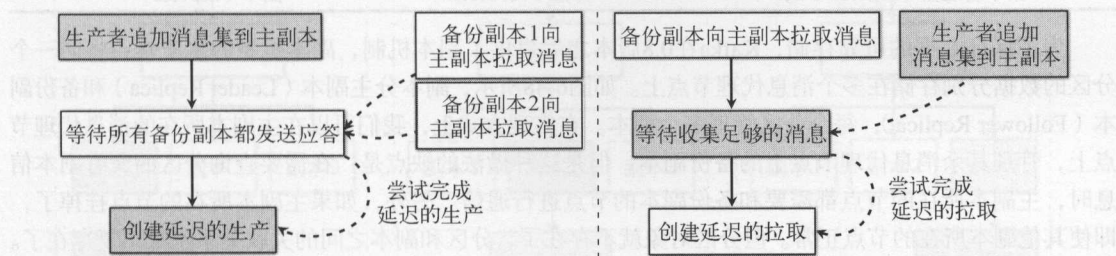 生产者追加消息集到主副本
备份副本1向
主副本拉取消息
备份副本2向
主副本拉取消息
等待所有备份副本都发送应答
尝试完成
延迟的生产
创建延迟的生产
备份副本向主副本拉取消息
生产者追加
消息集到主副本
等待收集足够的消息
尝试完成
延迟的拉取
创建延迟的拉取